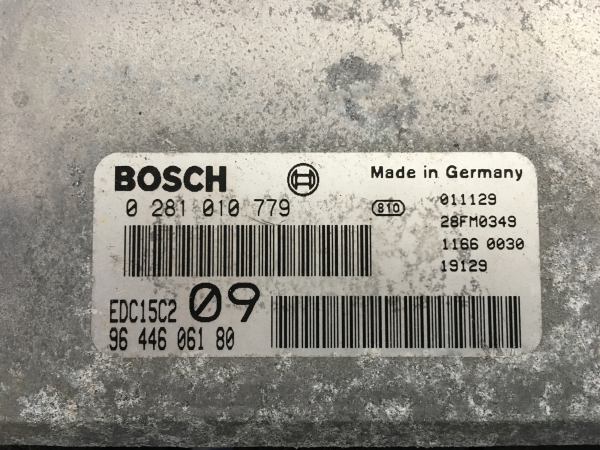 BOSCH
Made in Germany
0 281 010 779
810
011129
28FM0349
1166 0030
19129
EDC15C2 09
96 446 061 80